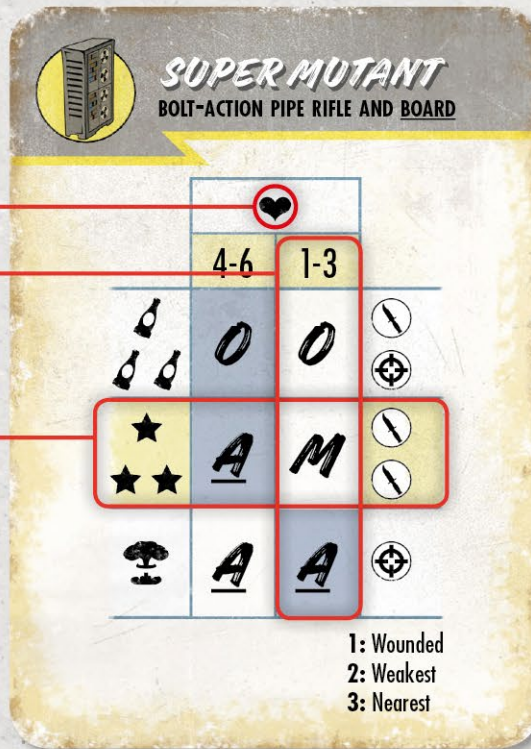 SUPER MUTANT
BOLT-ACTION PIPE RIFLE AND BOARD
4-6 1-3
O O
A M
A A
1: Wounded
2: Weakest
3: Nearest